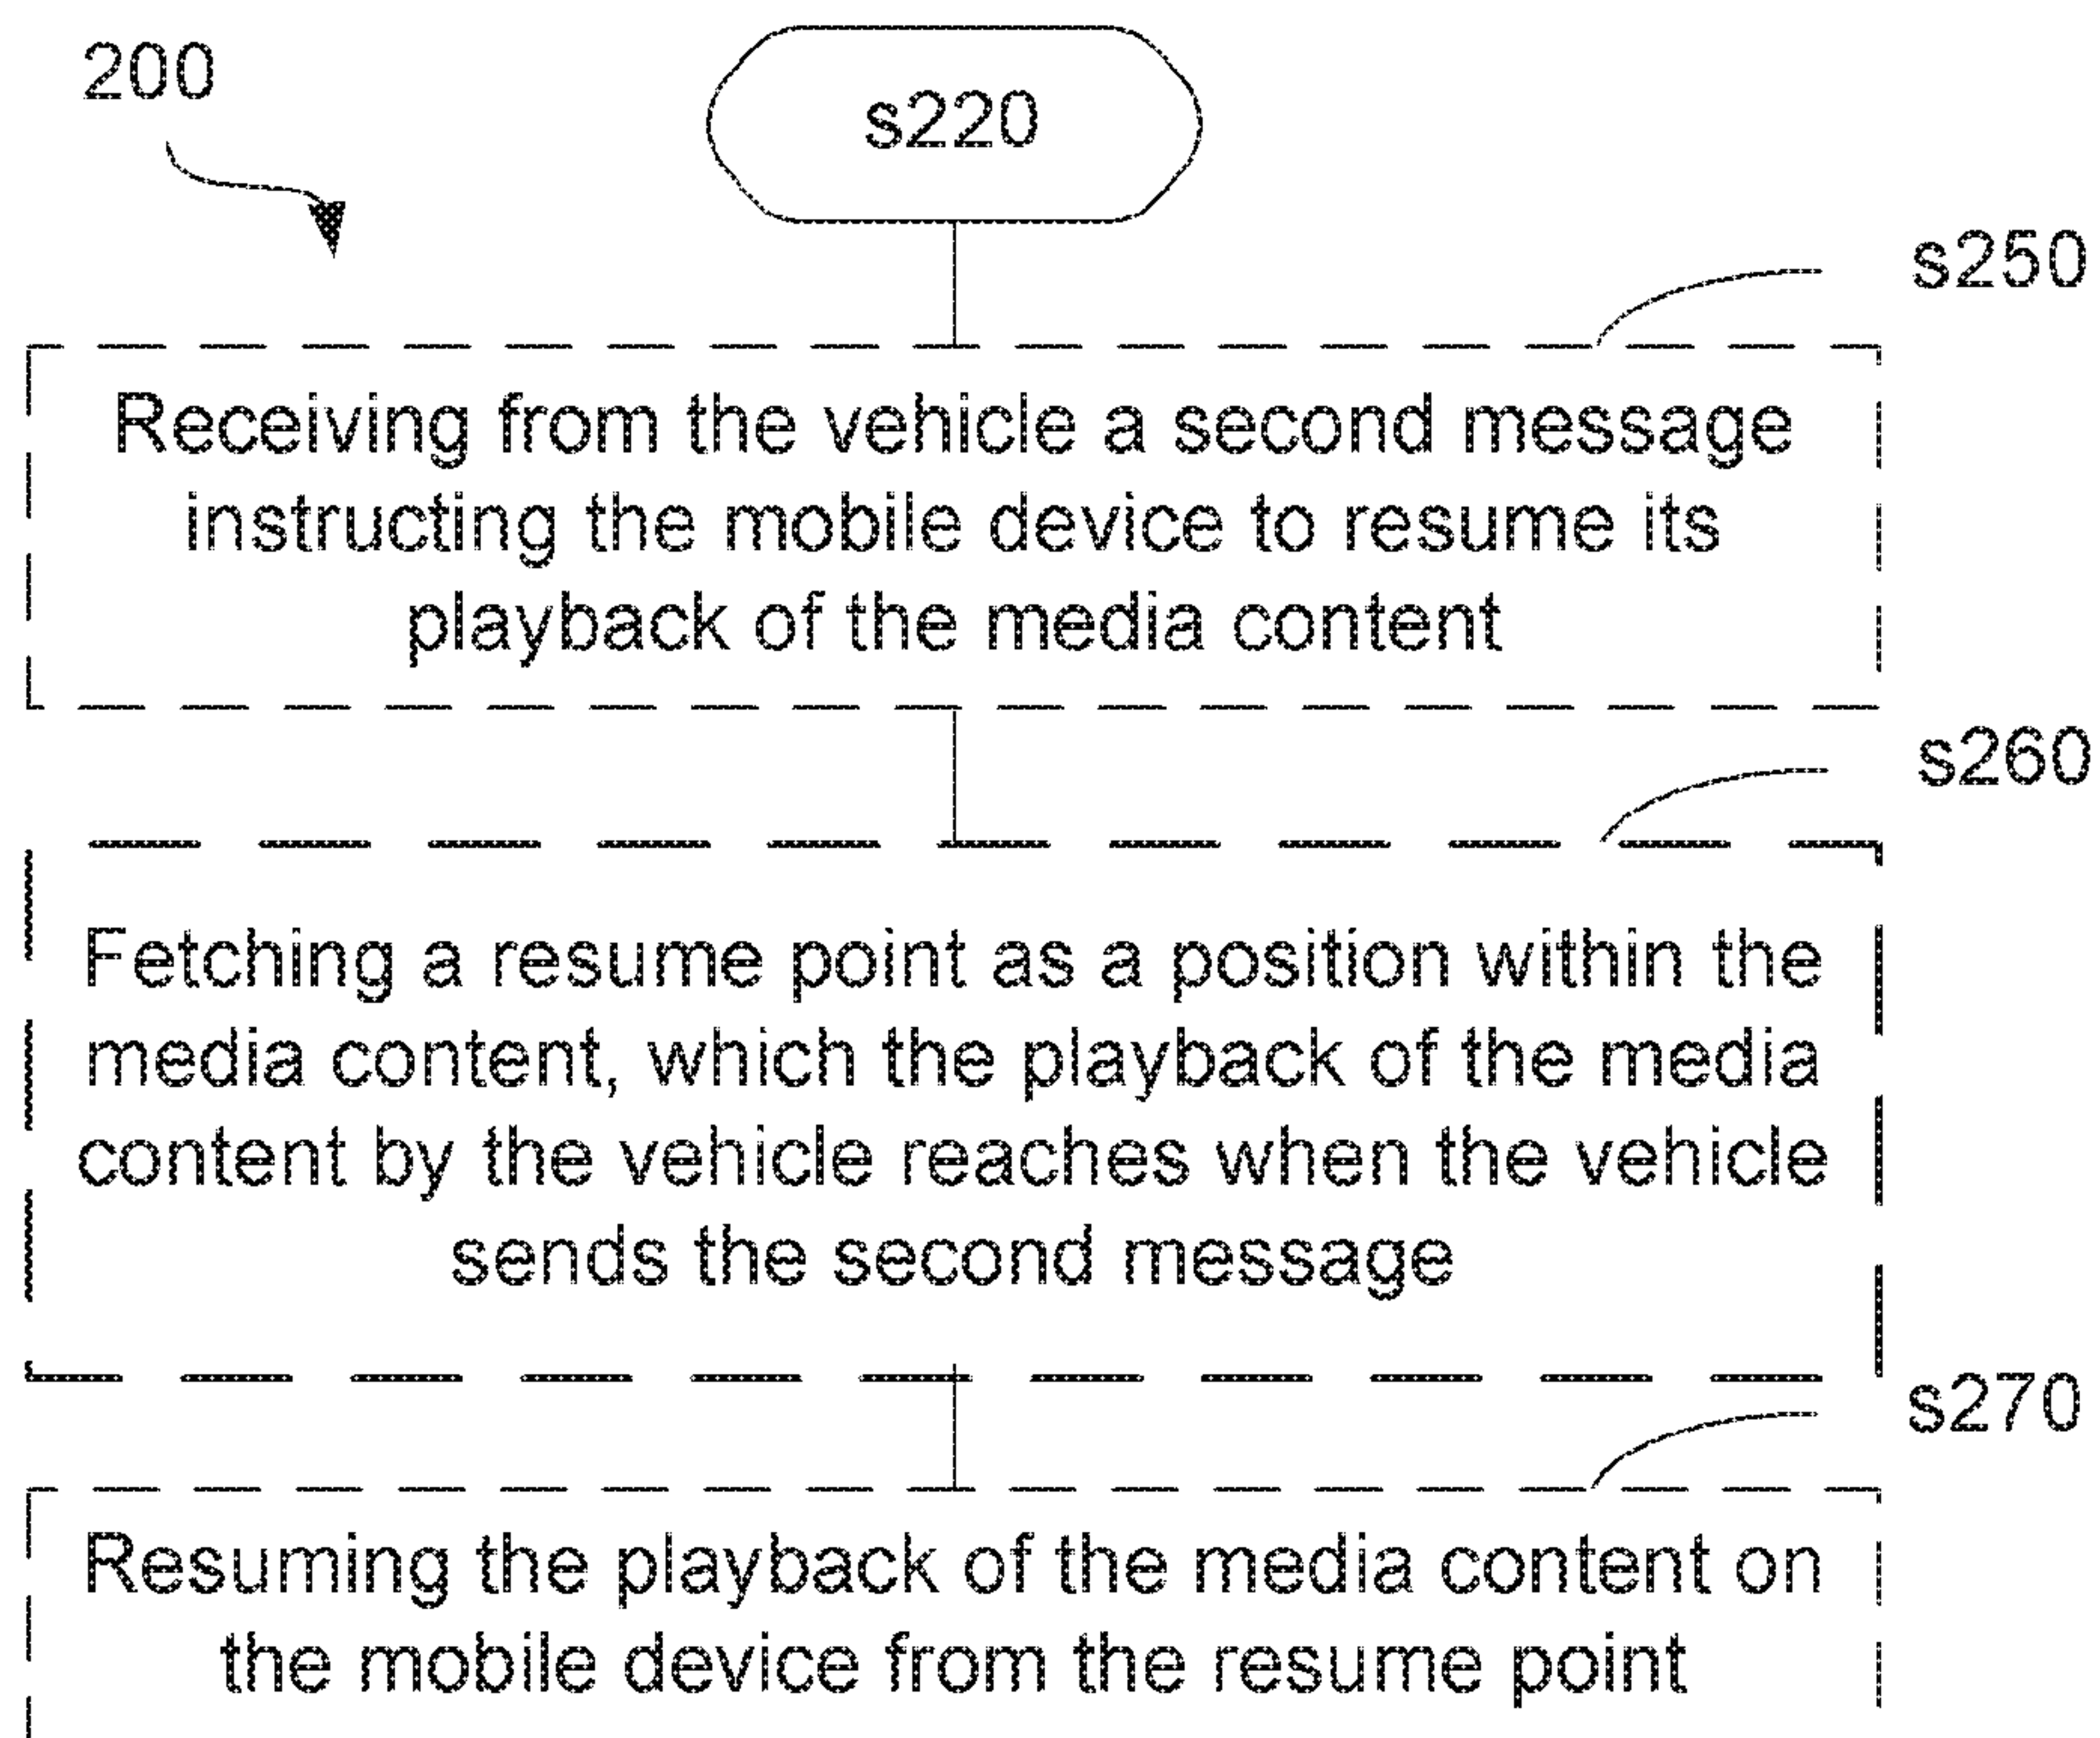 200
s220
s250
Receiving from the vehicle a second message
instructing the mobile device to resume its
playback of the media content
s260
Fetching a resume point as a position within the
media content, which the playback of the media
content by the vehicle reaches when the vehicle
sends the second message
s270
Resuming the playback of the media content on
the mobile device from the resume point